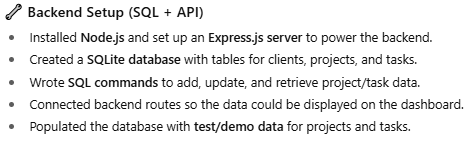 🔧 Backend Setup (SQL + API)
• Installed Node.js and set up an Express.js server to power the backend.
• Created a SQLite database with tables for clients, projects, and tasks.
• Wrote SQL commands to add, update, and retrieve project/task data.
• Connected backend routes so the data could be displayed on the dashboard.
• Populated the database with test/demo data for projects and tasks.